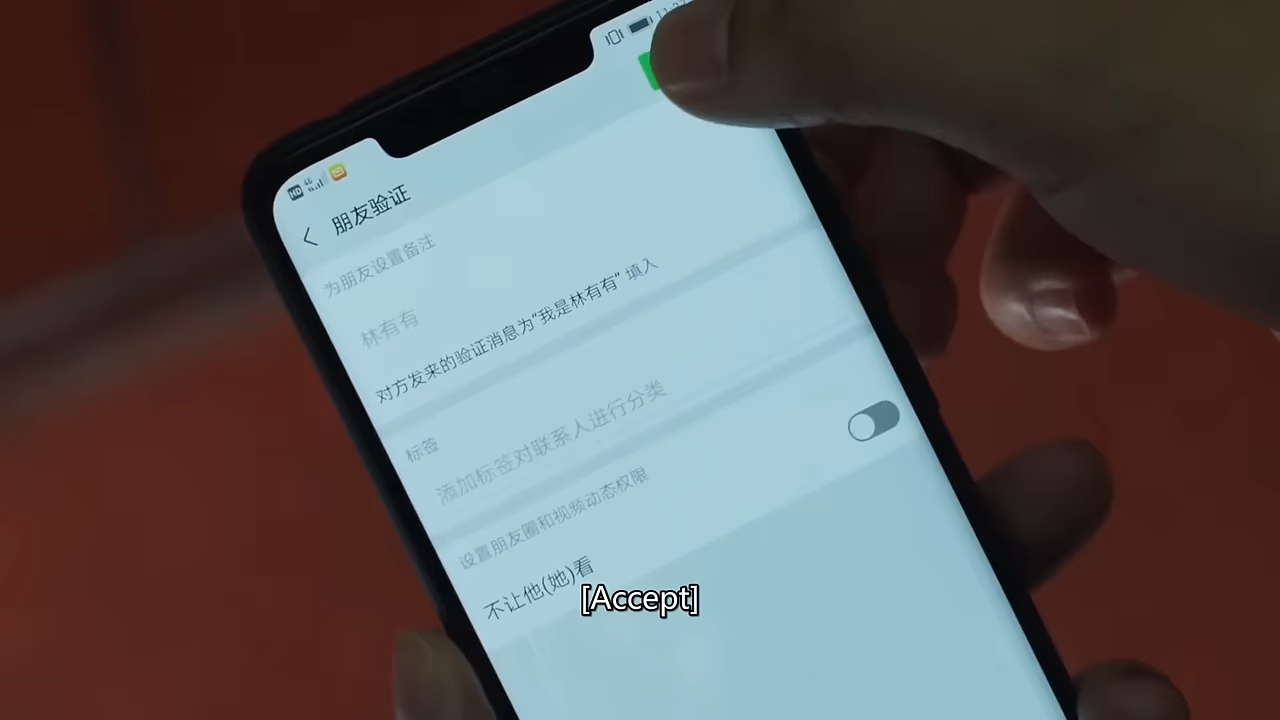 HD 4G
朋友验证
为朋友设置备注
林有有
对方发来的验证消息为“我是林有有” 填入
标签
添加标签对联系人进行分类
设置朋友圈和视频动态权限
不让他(她)看
[Accept]